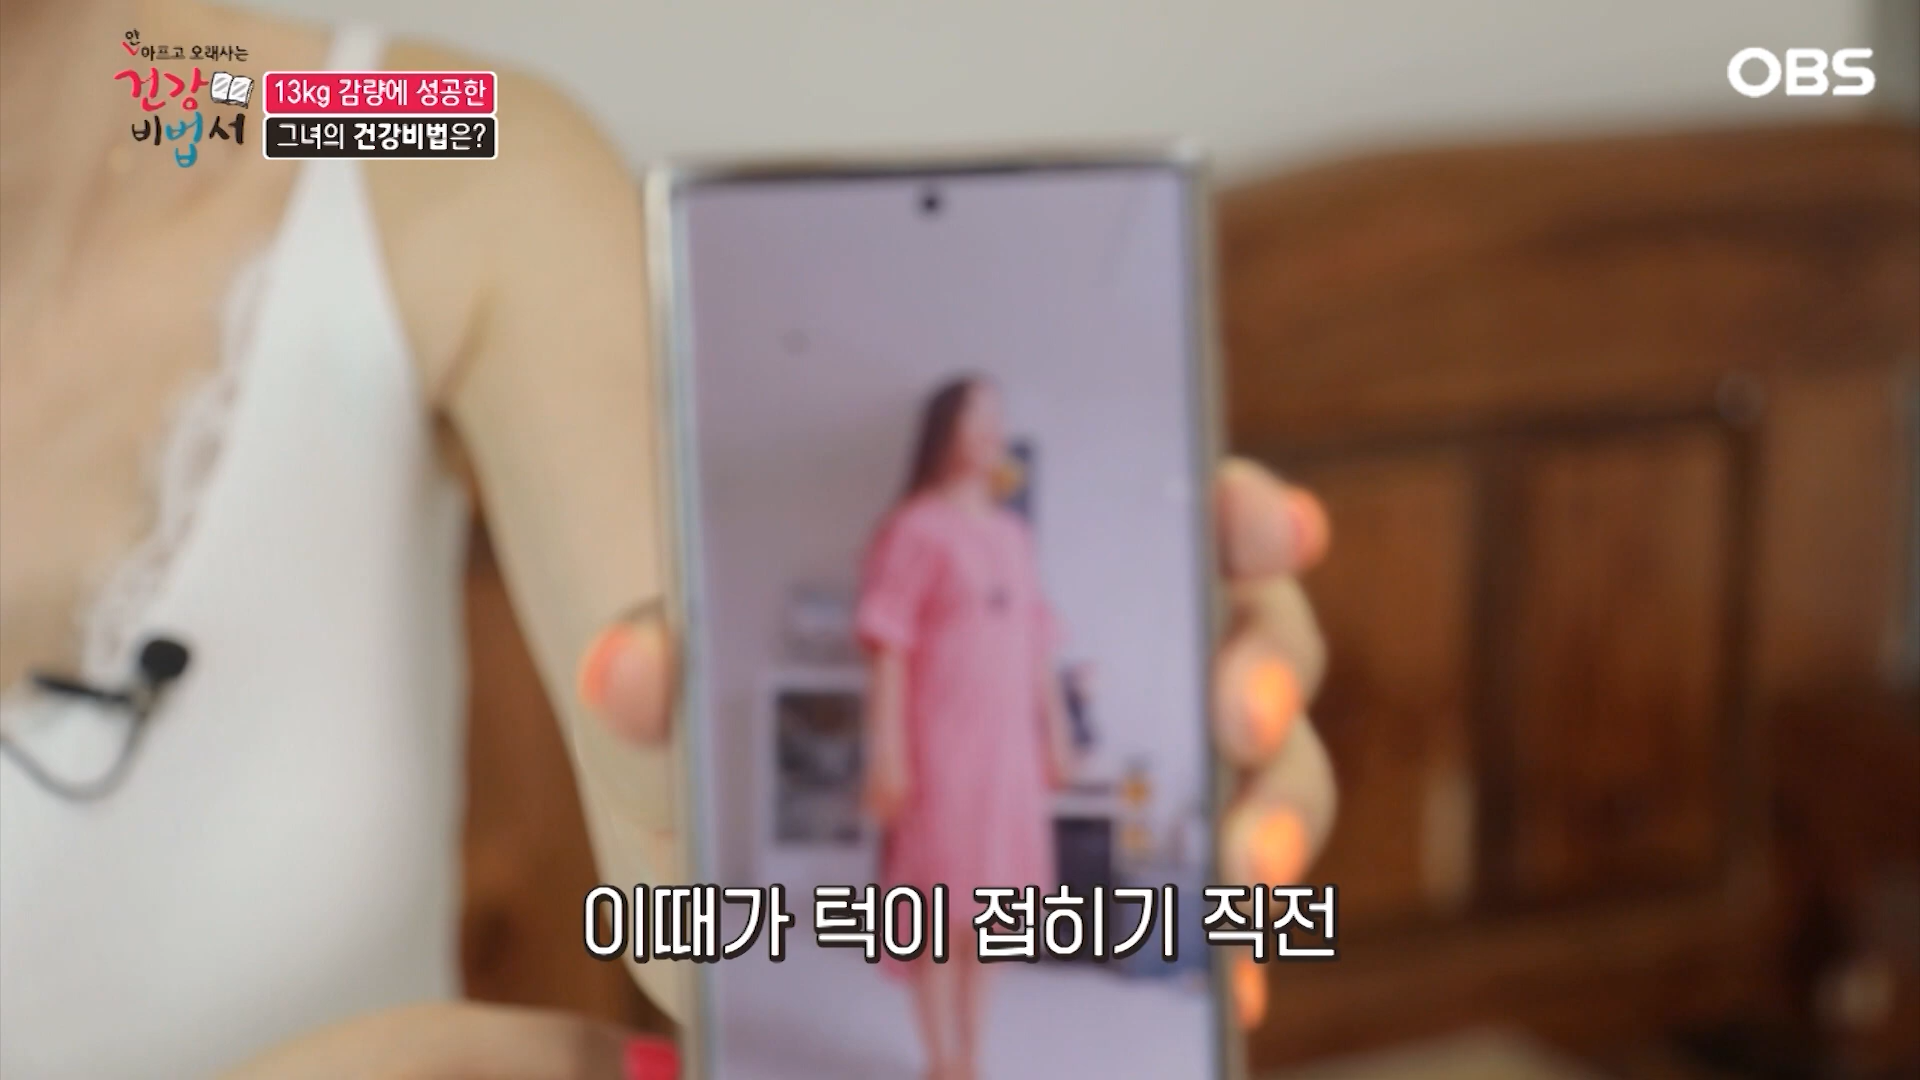 안
아프고 오래사는
건강
비법서
13kg 감량에 성공한
그녀의 건강비법은?
OBS
이때가 턱이 접히기 직전